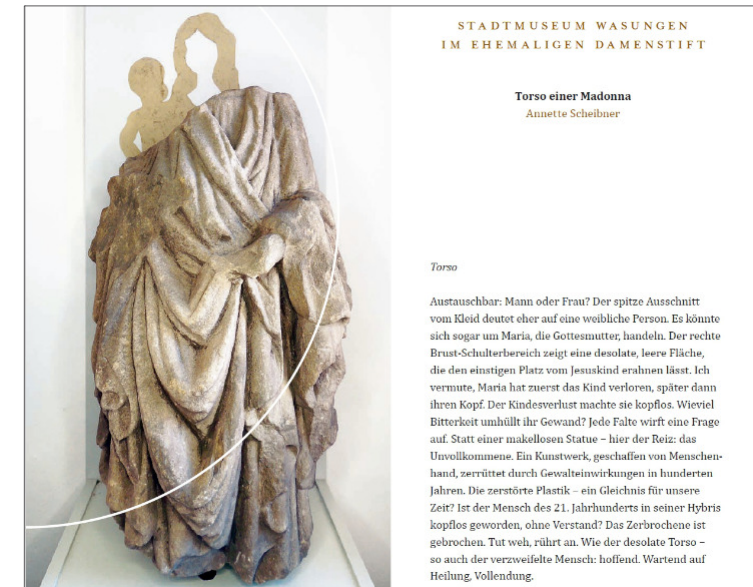 STADTMUSEUM WASUNGEN
IM EHEMALIGEN DAMENSTIFT
Torso einer Madonna
Annette Scheibner
Torso
Austauschbar: Mann oder Frau? Der spitze Ausschnitt
vom Kleid deutet eher auf eine weibliche Person. Es könnte
sich sogar um Maria, die Gottesmutter, handeln. Der rechte
Brust-Schulterbereich zeigt eine desolate, leere Fläche,
die den einstigen Platz vom Jesuskind erahnen lässt. Ich
vermute, Maria hat zuerst das Kind verloren, später dann
ihren Kopf. Der Kindesverlust machte sie kopflos. Wieviel
Bitterkeit umhüllt ihr Gewand? Jede Falte wirft eine Frage
auf. Statt einer makellosen Statue – hier der Reiz: das
Unvollkommene. Ein Kunstwerk, geschaffen von Menschen-
hand, zerrüttet durch Gewalteinwirkungen in hunderten
Jahren. Die zerstörte Plastik – ein Gleichnis für unsere
Zeit? Ist der Mensch des 21. Jahrhunderts in seiner Hybris
kopflos geworden, ohne Verstand? Das Zerbrochene ist
gebrochen. Tut weh, rührt an. Wie der desolate Torso –
so auch der verzweifelte Mensch: hoffend. Wartend auf
Heilung, Vollendung.